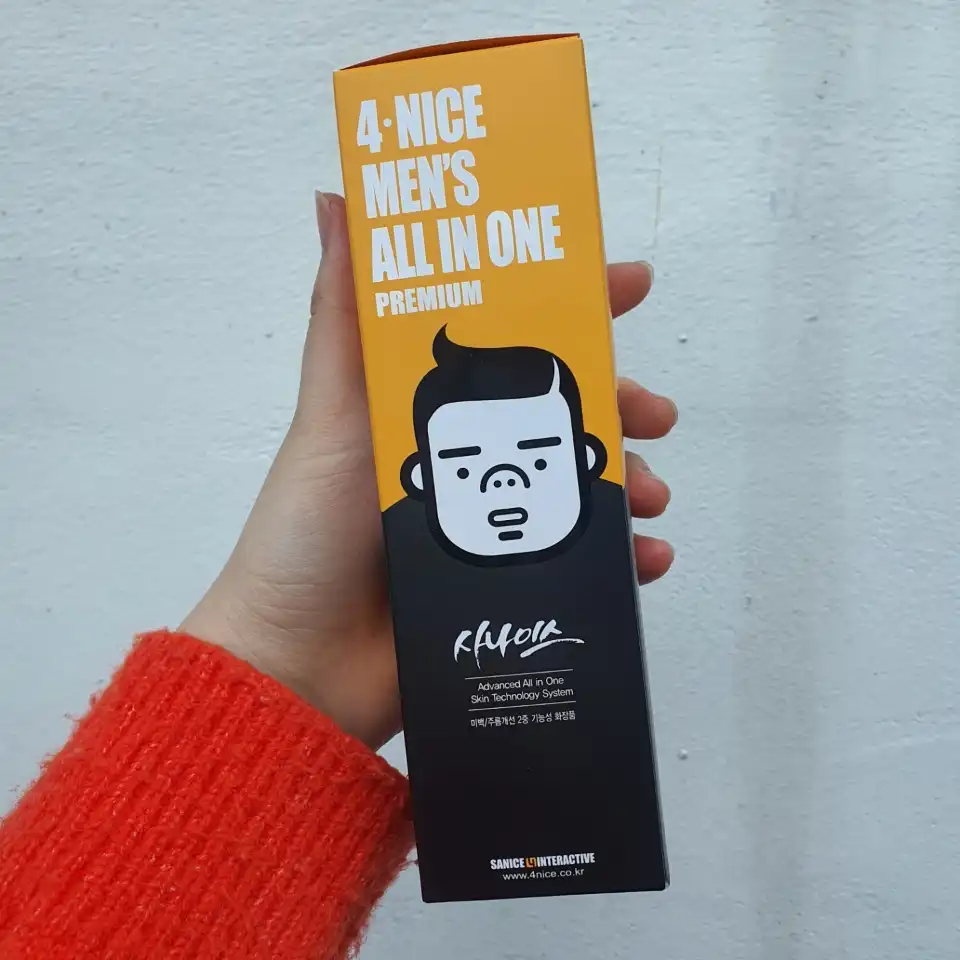 4·NICE
MEN'S
ALL IN ONE
PREMIUM
사나이스
Advanced All in One
Skin Technology System
미백/주름개선 2중 기능성 화장품
SANICE INTERACTIVE
www.4nice.co.kr